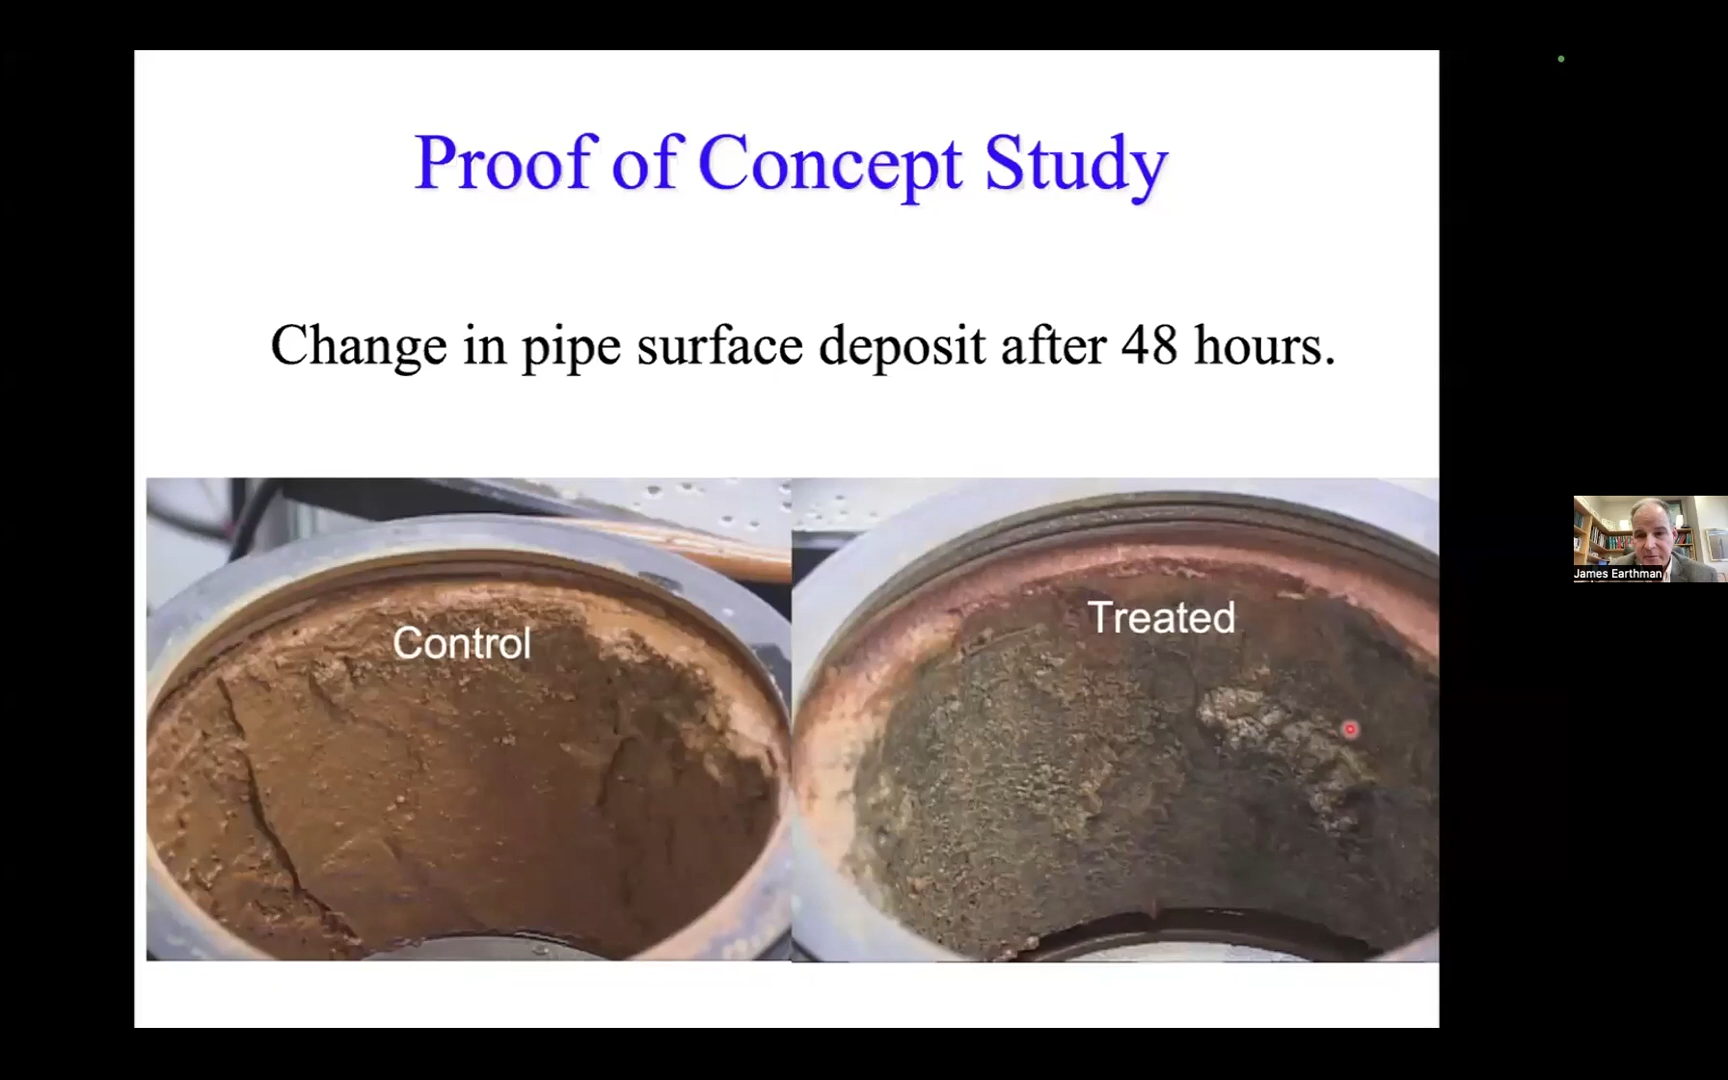 Proof of Concept Study
Change in pipe surface deposit after 48 hours.
Control
Treated
James Earthman